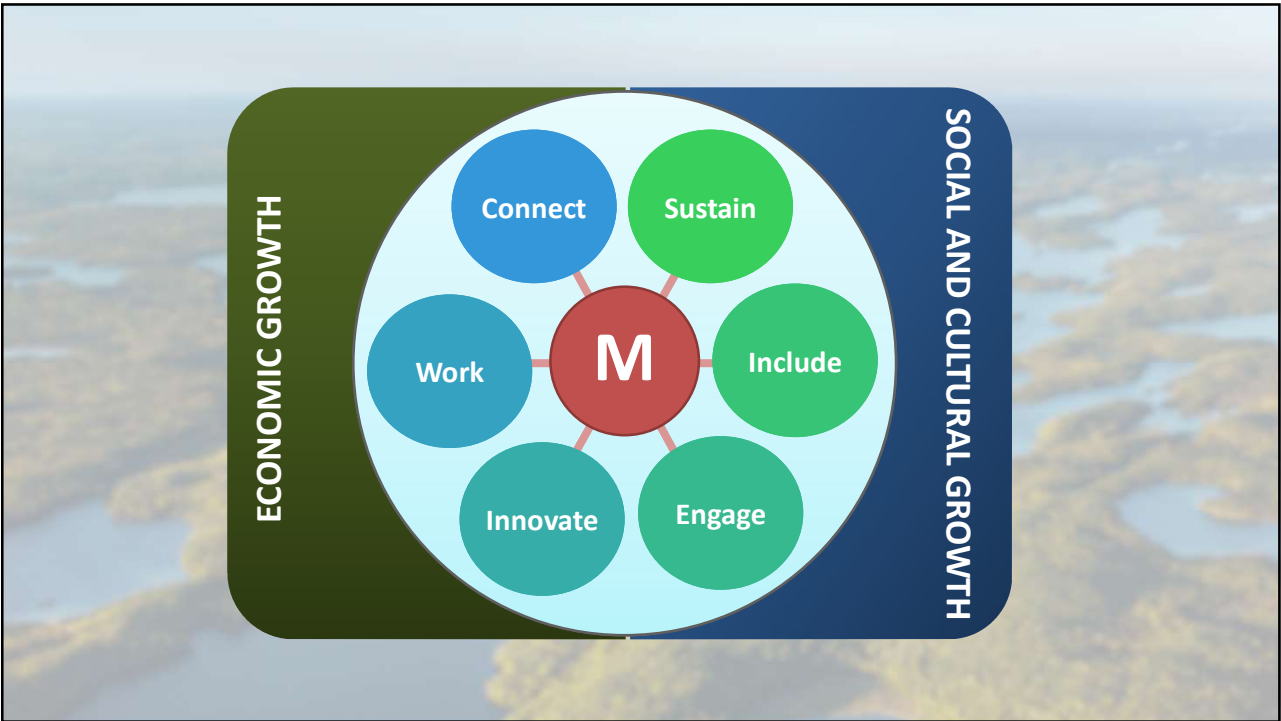 ECONOMIC GROWTH
Connect
Sustain
Work
M
Include
Innovate
Engage
SOCIAL AND CULTURAL GROWTH